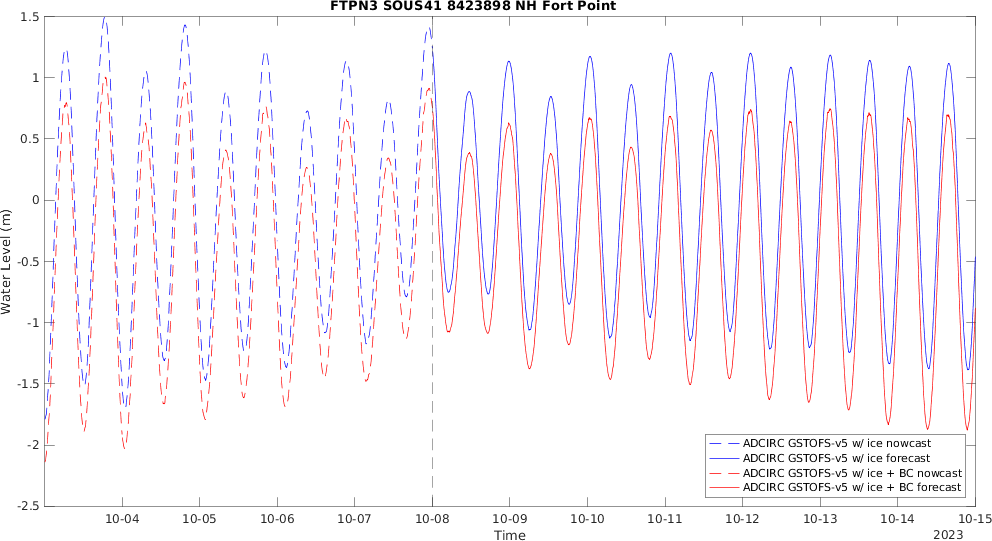 FTPN3 SOUS41 8423898 NH Fort Point
1.5
1
0.5
0
-0.5
-1
-1.5
-2
-2.5
Water Level (m)
10-04 10-05 10-06 10-07 10-08 10-09 10-10 10-11 10-12 10-13 10-14 10-15
Time
2023
ADCIRC GSTOFS-v5 w/ ice nowcast
ADCIRC GSTOFS-v5 w/ ice forecast
ADCIRC GSTOFS-v5 w/ ice + BC nowcast
ADCIRC GSTOFS-v5 w/ ice + BC forecast